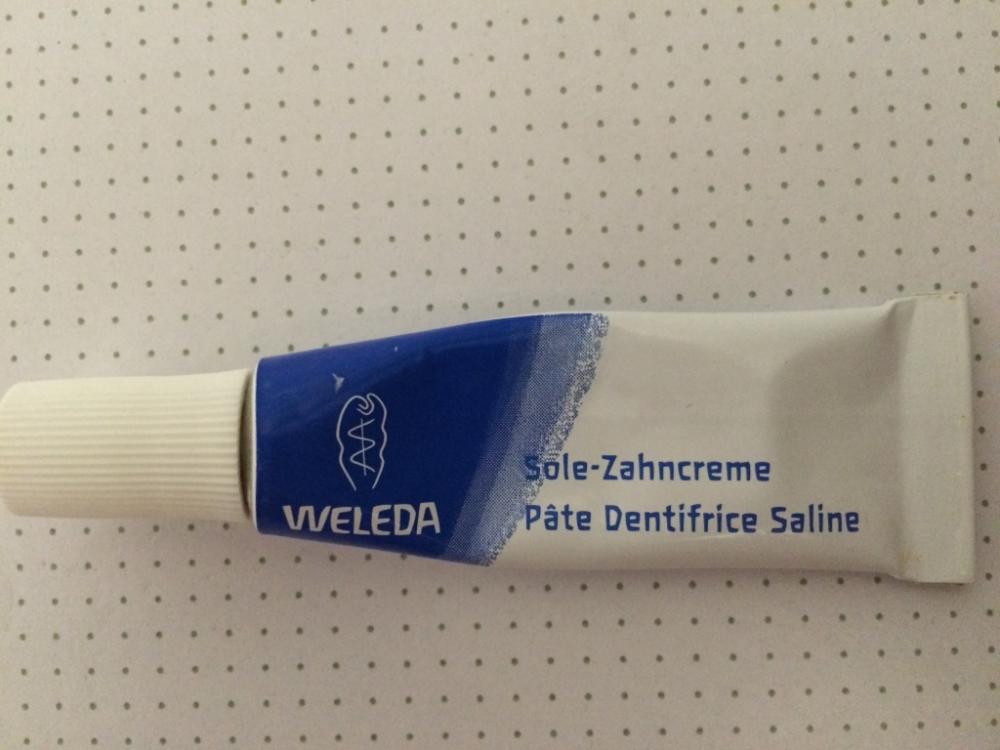 WELEDA
Sole-Zahncreme
Pâte Dentifrice Saline